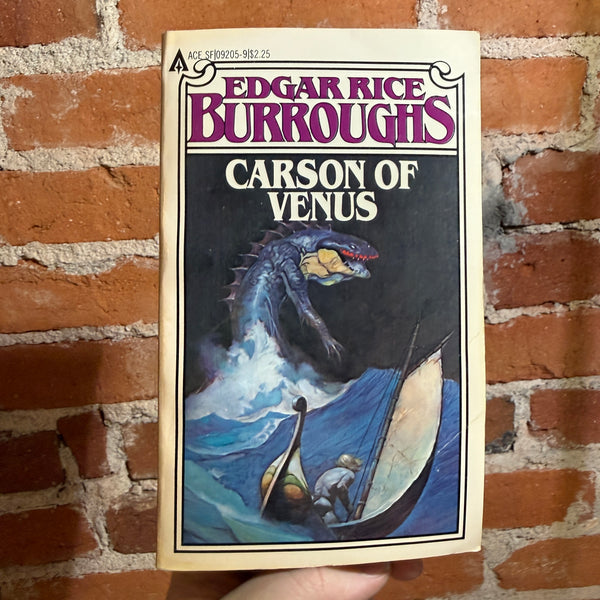 ACE SF/09205-9/$2.25
EDGAR RICE
BURROUGHS
CARSON OF
VENUS